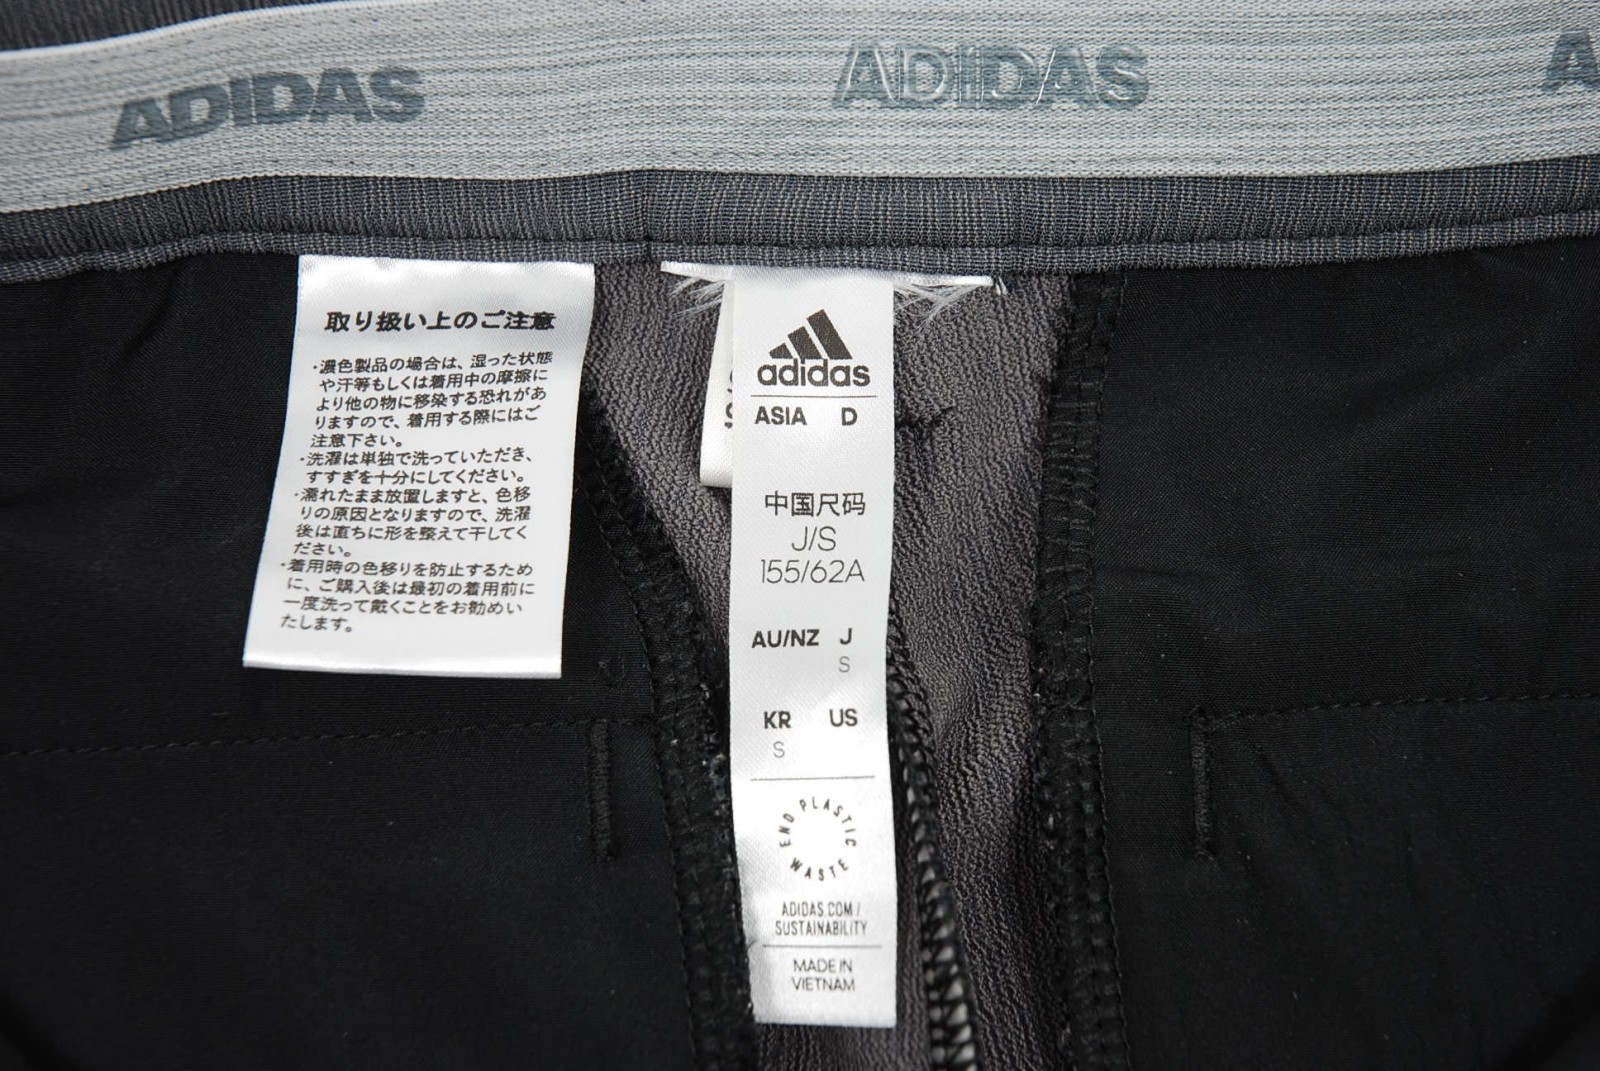 ADIDAS
ADIDAS
取り扱い上のご注意
・濃色製品の場合は、湿った状態
や汗等もしくは着用中の摩擦に
より他の物に移染する恐れがあ
りますので、着用する際にはご
注意下さい。
・洗濯は単独で洗っていただき、
すすぎを十分にしてください。
・濡れたまま放置しますと、色移
りの原因となりますので、洗濯
後は直ちに形を整えて干してく
ださい。
・着用時の色移りを防止するため
に、ご購入後は最初の着用前に
一度洗って戴くことをお勧めい
たします。
adidas
ASIA D
中国尺码
J/S
155/62A
AU/NZ J
S
KR US
S
END PLASTIC WASTE
ADIDAS.COM/
SUSTAINABILITY
MADE IN
VIETNAM